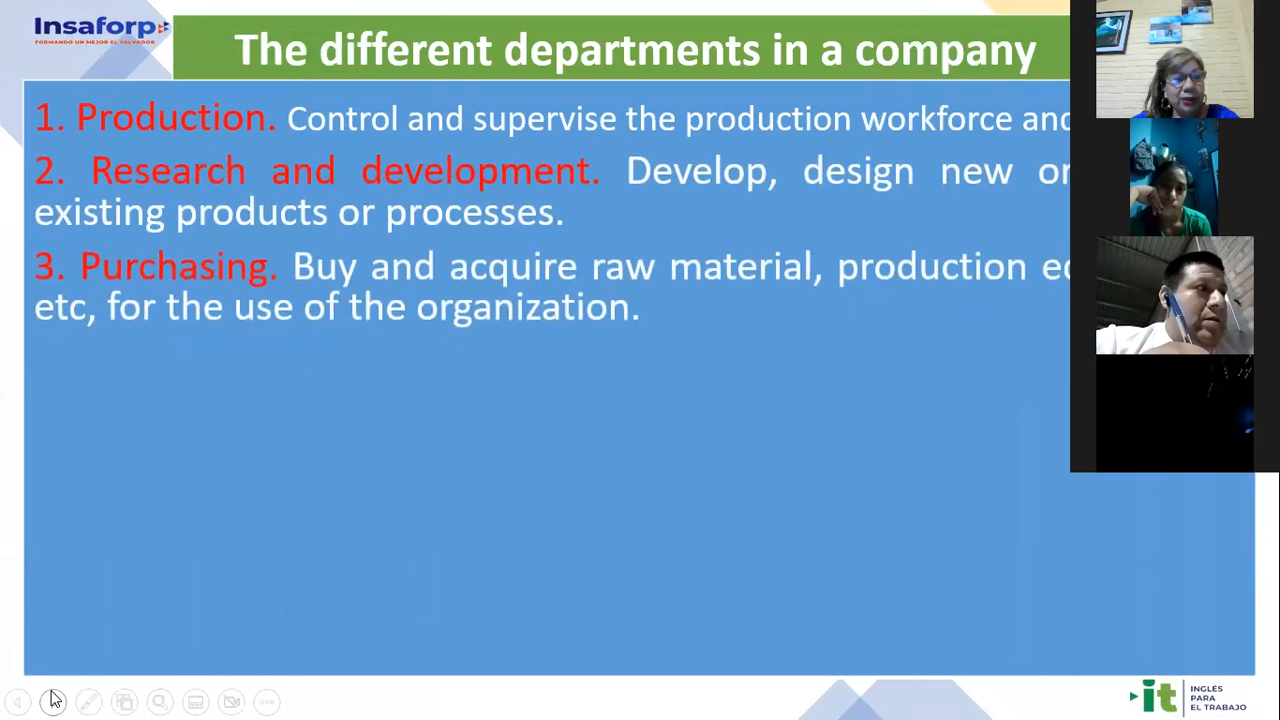 Insaforp
FORMANDO UN MEJOR EL SALVADOR
The different departments in a company
1. Production. Control and supervise the production workforce and
2. Research and development. Develop, design new or
existing products or processes.
3. Purchasing. Buy and acquire raw material, production
etc, for the use of the organization.
it
INGLÉS
PARA
EL TRABAJO